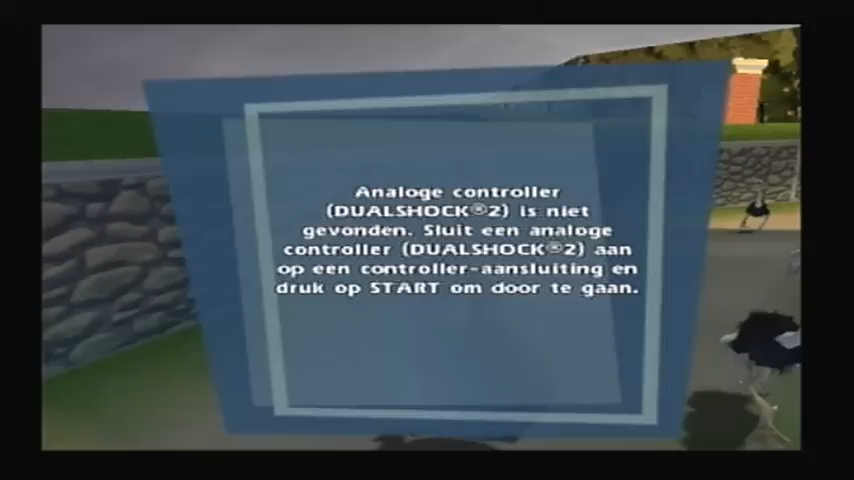 Analoge controller
(DUALSHOCK®2) is niet
gevonden. Sluit een analoge
controller (DUALSHOCK®2) aan
op een controller-aansluiting en
druk op START om door te gaan.